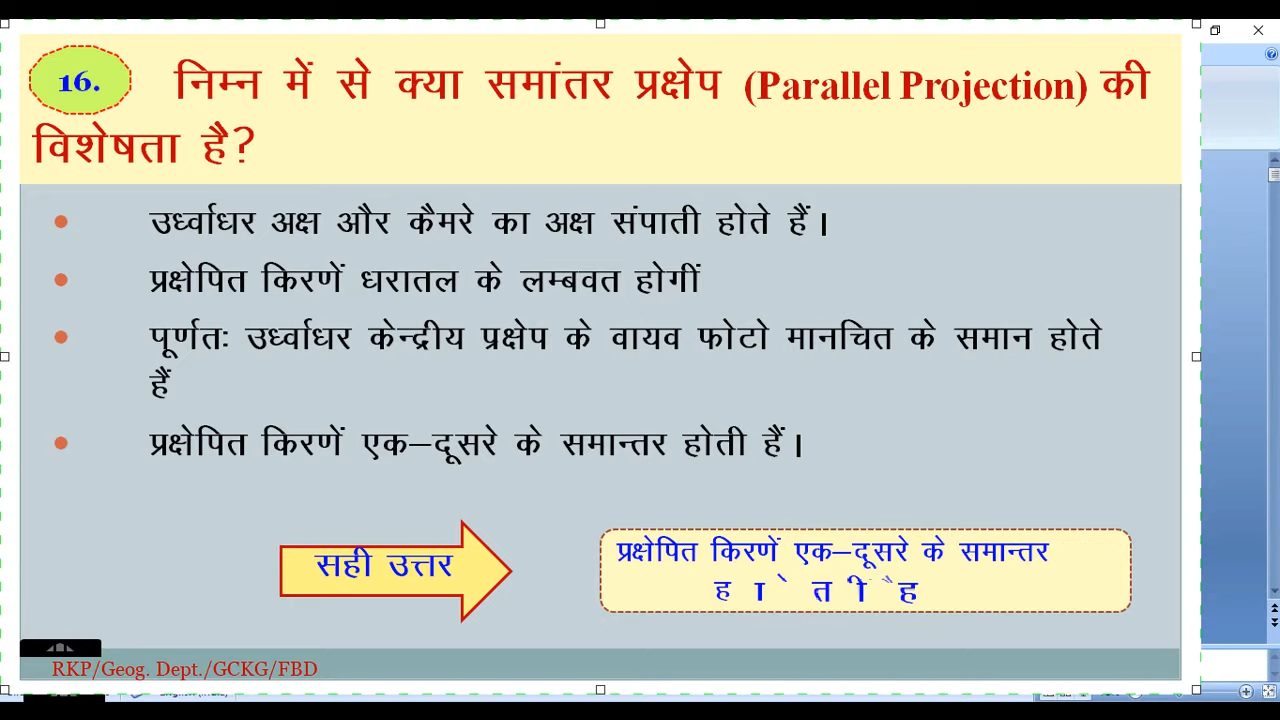 16. निम्न में से क्या समांतर प्रक्षेप (Parallel Projection) की
विशेषता है?
उर्ध्वाधर अक्ष और कैमरे का अक्ष संपाती होते हैं।
प्रक्षेपित किरणें धरातल के लम्बवत होगीं
पूर्णतः उर्ध्वाधर केन्द्रीय प्रक्षेप के वायव फोटो मानचित के समान होते
हैं
प्रक्षेपित किरणें एक–दूसरे के समान्तर होती हैं।
सही उत्तर
प्रक्षेपित किरणें एक–दूसरे के समान्तर
RKP/Geog. Dept./GCKG/FBD